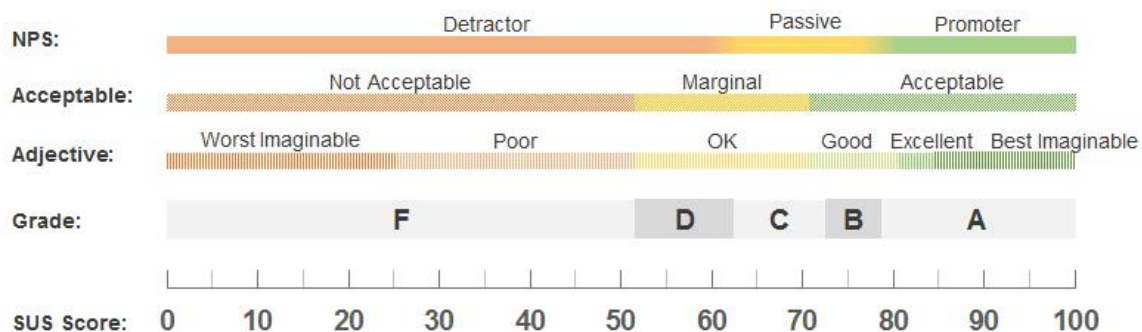 Detractor Passive Promoter
NPS:
Not Acceptable Marginal Acceptable
Acceptable:
Worst Imaginable Poor OK Good Excellent Best Imaginable
Adjective:
Grade: F D C B A
SUS Score: 0 10 20 30 40 50 60 70 80 90 100